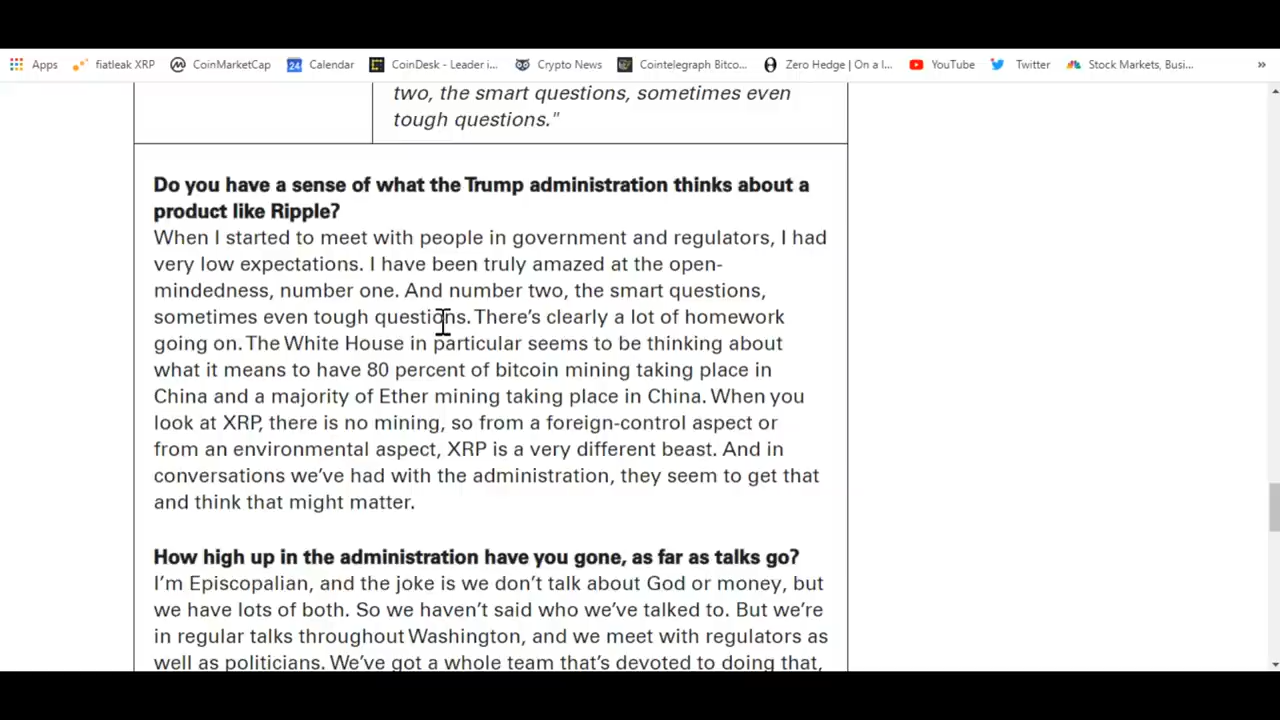 Apps fiatleak XRP CoinMarketCap 24 Calendar CoinDesk - Leader i... Crypto News Cointelegraph Bitco... Zero Hedge | On a l... YouTube Twitter Stock Markets, Busi... »
two, the smart questions, sometimes even
tough questions."
Do you have a sense of what the Trump administration thinks about a
product like Ripple?
When I started to meet with people in government and regulators, I had
very low expectations. I have been truly amazed at the open-
mindedness, number one. And number two, the smart questions,
sometimes even tough questions. There's clearly a lot of homework
going on. The White House in particular seems to be thinking about
what it means to have 80 percent of bitcoin mining taking place in
China and a majority of Ether mining taking place in China. When you
look at XRP, there is no mining, so from a foreign-control aspect or
from an environmental aspect, XRP is a very different beast. And in
conversations we've had with the administration, they seem to get that
and think that might matter.
How high up in the administration have you gone, as far as talks go?
I'm Episcopalian, and the joke is we don't talk about God or money, but
we have lots of both. So we haven't said who we've talked to. But we're
in regular talks throughout Washington, and we meet with regulators as
well as politicians. We've got a whole team that's devoted to doing that,